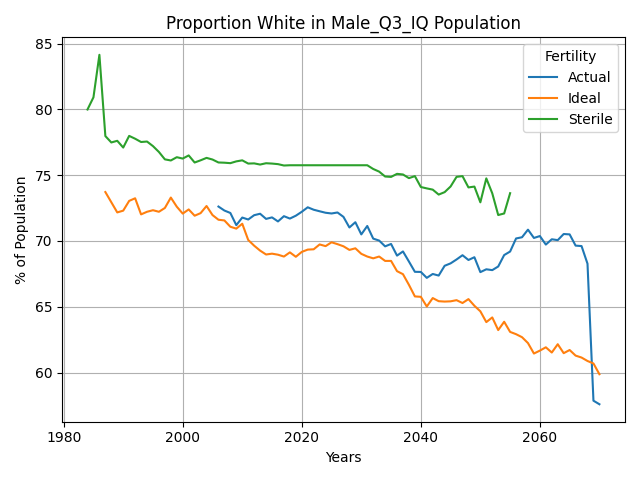 Proportion White in Male_Q3_IQ Population
% of Population
85
80
75
70
65
60
1980
2000
2020
2040
2060
Years
Fertility
Actual
Ideal
Sterile